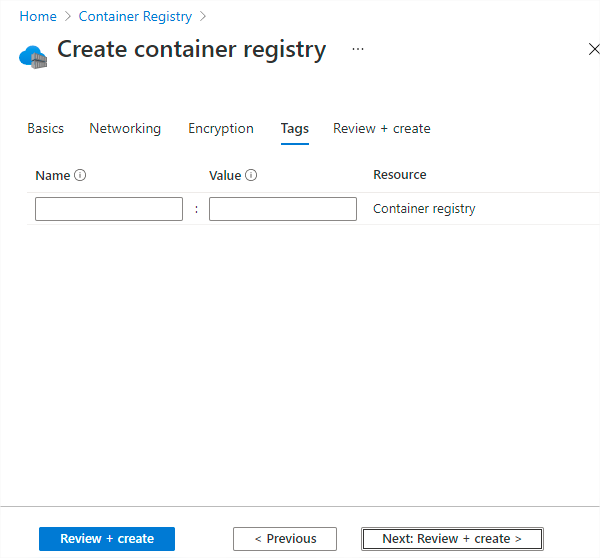 Home > Container Registry >
Create container registry ...
Basics Networking Encryption Tags Review + create
Name Value Resource
: Container registry
Review + create < Previous Next: Review + create >